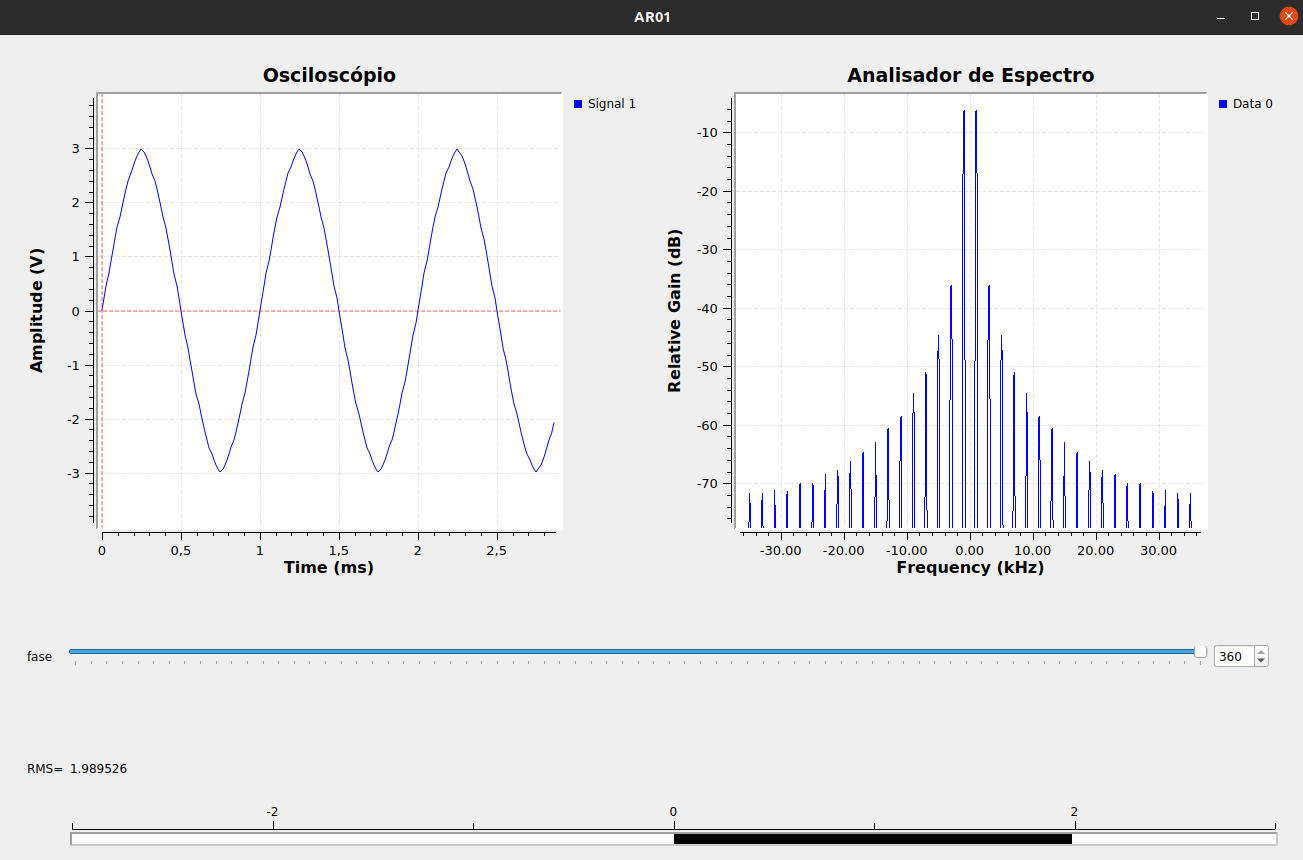 AR01
Osciloscópio
Signal 1
Amplitude (V)
3
2
1
0
-1
-2
-3
0 0,5 1 1,5 2 2,5
Time (ms)
Analisador de Espectro
Data 0
Relative Gain (dB)
-10
-20
-30
-40
-50
-60
-70
-30.00 -20.00 -10.00 0.00 10.00 20.00 30.00
Frequency (kHz)
fase 360
RMS= 1.989526
-2 0 2